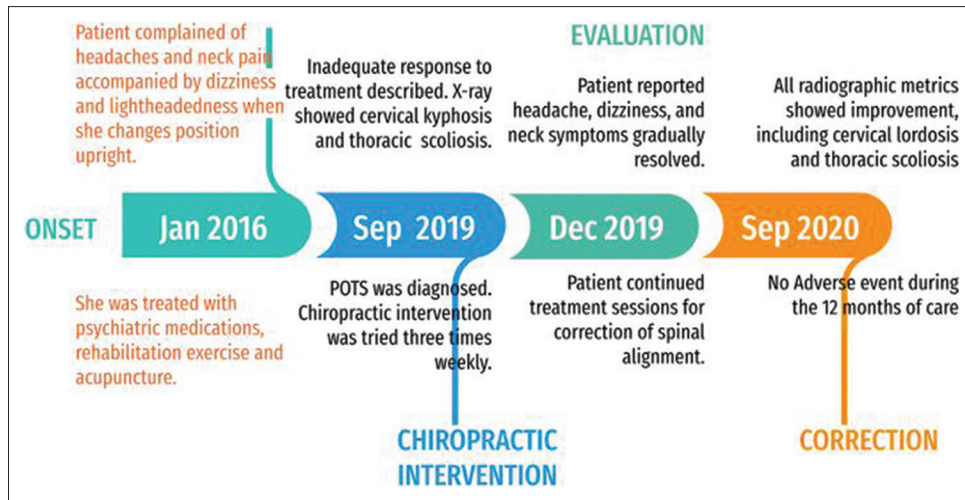 Patient complained of
headaches and neck pain
accompanied by dizziness
and lightheadedness when
she changes position
upright.
Inadequate response to
treatment described. X-ray
showed cervical kyphosis
and thoracic scoliosis.
EVALUATION
Patient reported
headache, dizziness, and
neck symptoms gradually
resolved.
All radiographic metrics
showed improvement,
including cervical lordosis
and thoracic scoliosis
ONSET
Jan 2016
Sep 2019
Dec 2019
Sep 2020
She was treated with
psychiatric medications,
rehabilitation exercise and
acupuncture.
POTS was diagnosed.
Chiropractic intervention
was tried three times
weekly.
Patient continued
treatment sessions for
correction of spinal
alignment.
No Adverse event during
the 12 months of care
CHIROPRACTIC
INTERVENTION
CORRECTION